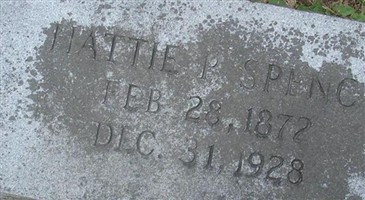 HATTIE P. SPENC
FEB 28, 1872
DEC. 31, 1928